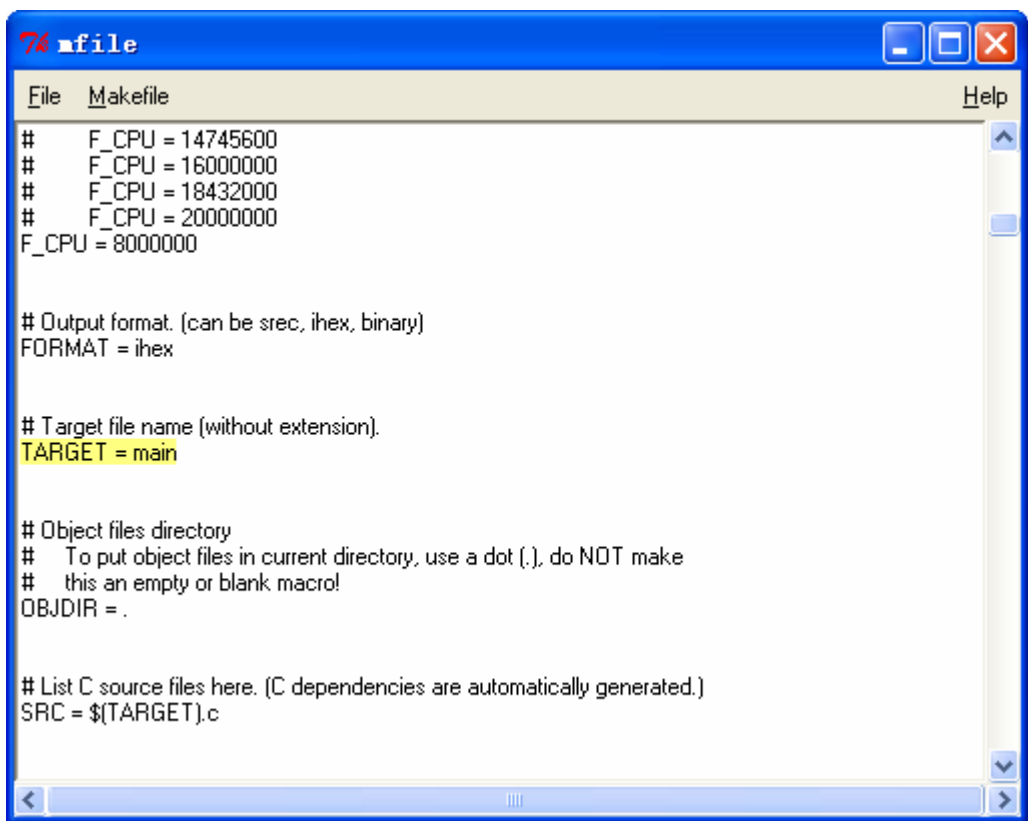 mfile
File Makefile Help
# F_CPU = 14745600
# F_CPU = 16000000
# F_CPU = 18432000
# F_CPU = 20000000
F_CPU = 8000000
# Output format. (can be srec, ihex, binary)
FORMAT = ihex
# Target file name (without extension).
TARGET = main
# Object files directory
# To put object files in current directory, use a dot (.), do NOT make
# this an empty or blank macro!
OBJDIR = .
# List C source files here. (C dependencies are automatically generated.)
SRC = $(TARGET).c